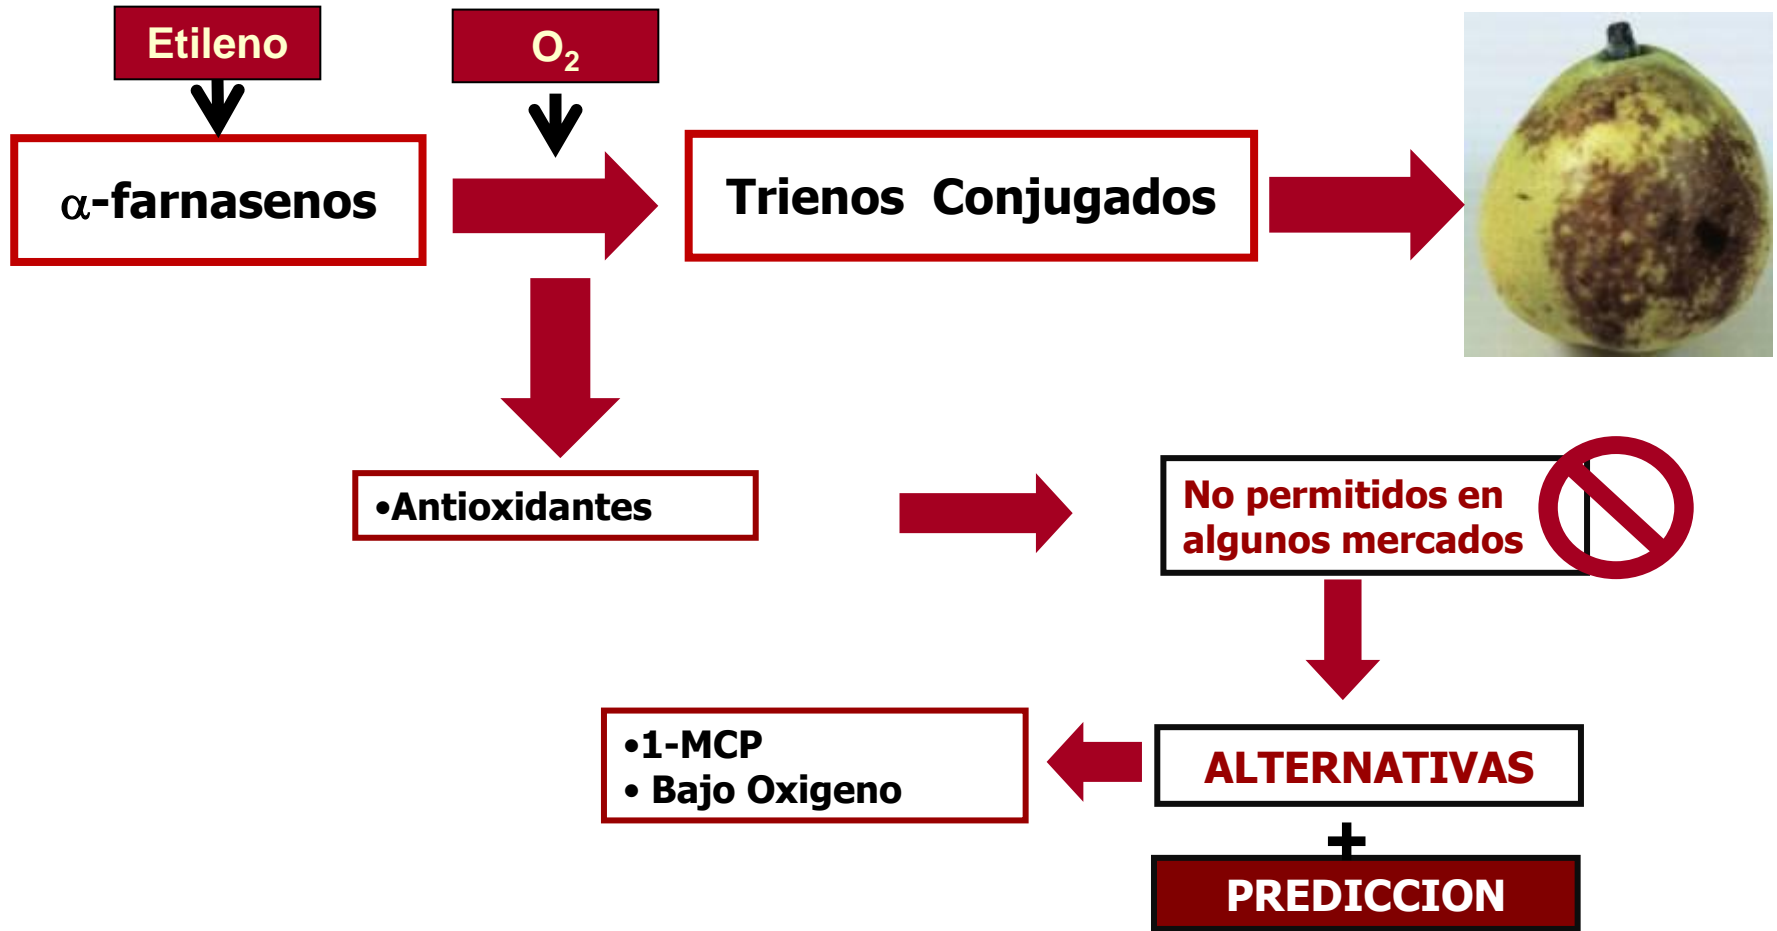 Etileno
O₂
α-farnasenos
Trienos Conjugados
•Antioxidantes
No permitidos en
algunos mercados
•1-MCP
• Bajo Oxigeno
ALTERNATIVAS
+
PREDICCION